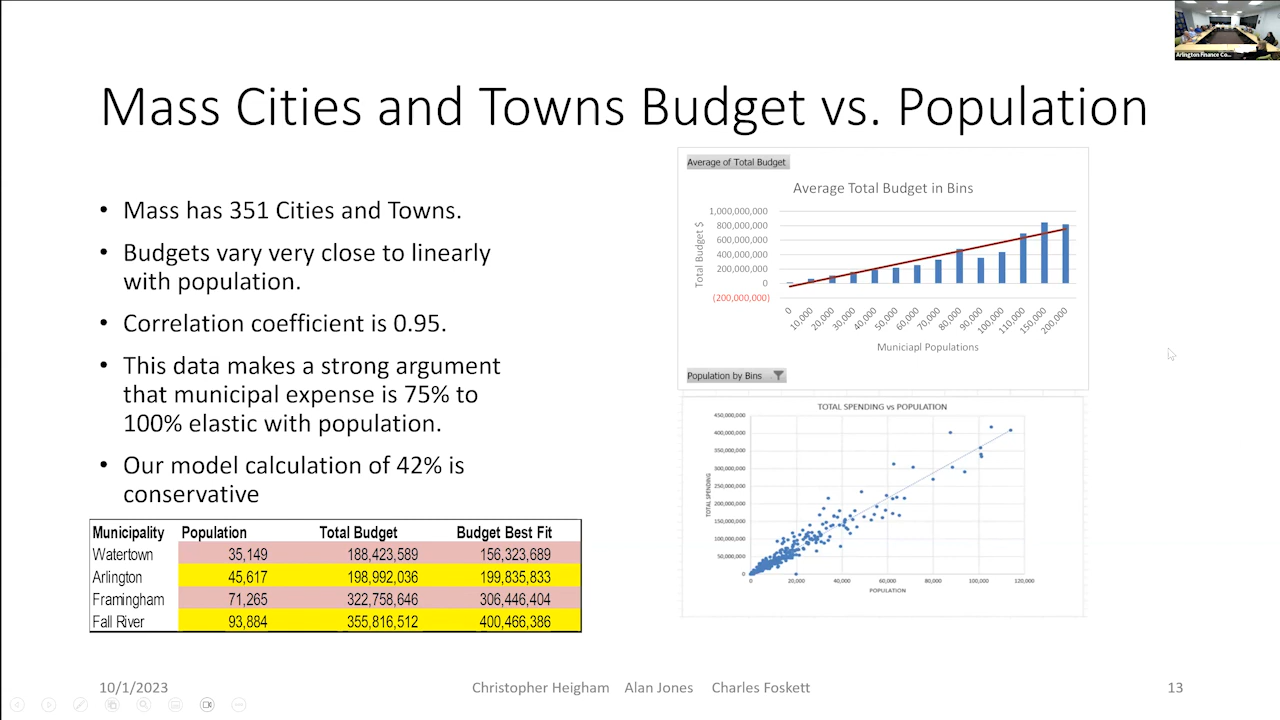 Arlington Finance Co...
Mass Cities and Towns Budget vs. Population
• Mass has 351 Cities and Towns.
• Budgets vary very close to linearly
with population.
• Correlation coefficient is 0.95.
• This data makes a strong argument
that municipal expense is 75% to
100% elastic with population.
• Our model calculation of 42% is
conservative
Municipality Population Total Budget Budget Best Fit
Watertown 35,149 188,423,589 156,323,689
Arlington 45,617 198,992,036 199,835,833
Framingham 71,265 322,758,646 306,446,404
Fall River 93,884 355,816,512 400,466,386
Average of Total Budget
Average Total Budget in Bins
Total Budget $
1,000,000,000
800,000,000
600,000,000
400,000,000
200,000,000
0
(200,000,000)
0 10,000 20,000 30,000 40,000 50,000 60,000 70,000 80,000 90,000 100,000 110,000 150,000 200,000
Municiapl Populations
Population by Bins
TOTAL SPENDING vs POPULATION
TOTAL SPENDING
450,000,000
400,000,000
350,000,000
300,000,000
250,000,000
200,000,000
150,000,000
100,000,000
50,000,000
0
0 20,000 40,000 60,000 80,000 100,000 120,000
POPULATION
10/1/2023 Christopher Heigham Alan Jones Charles Foskett 13